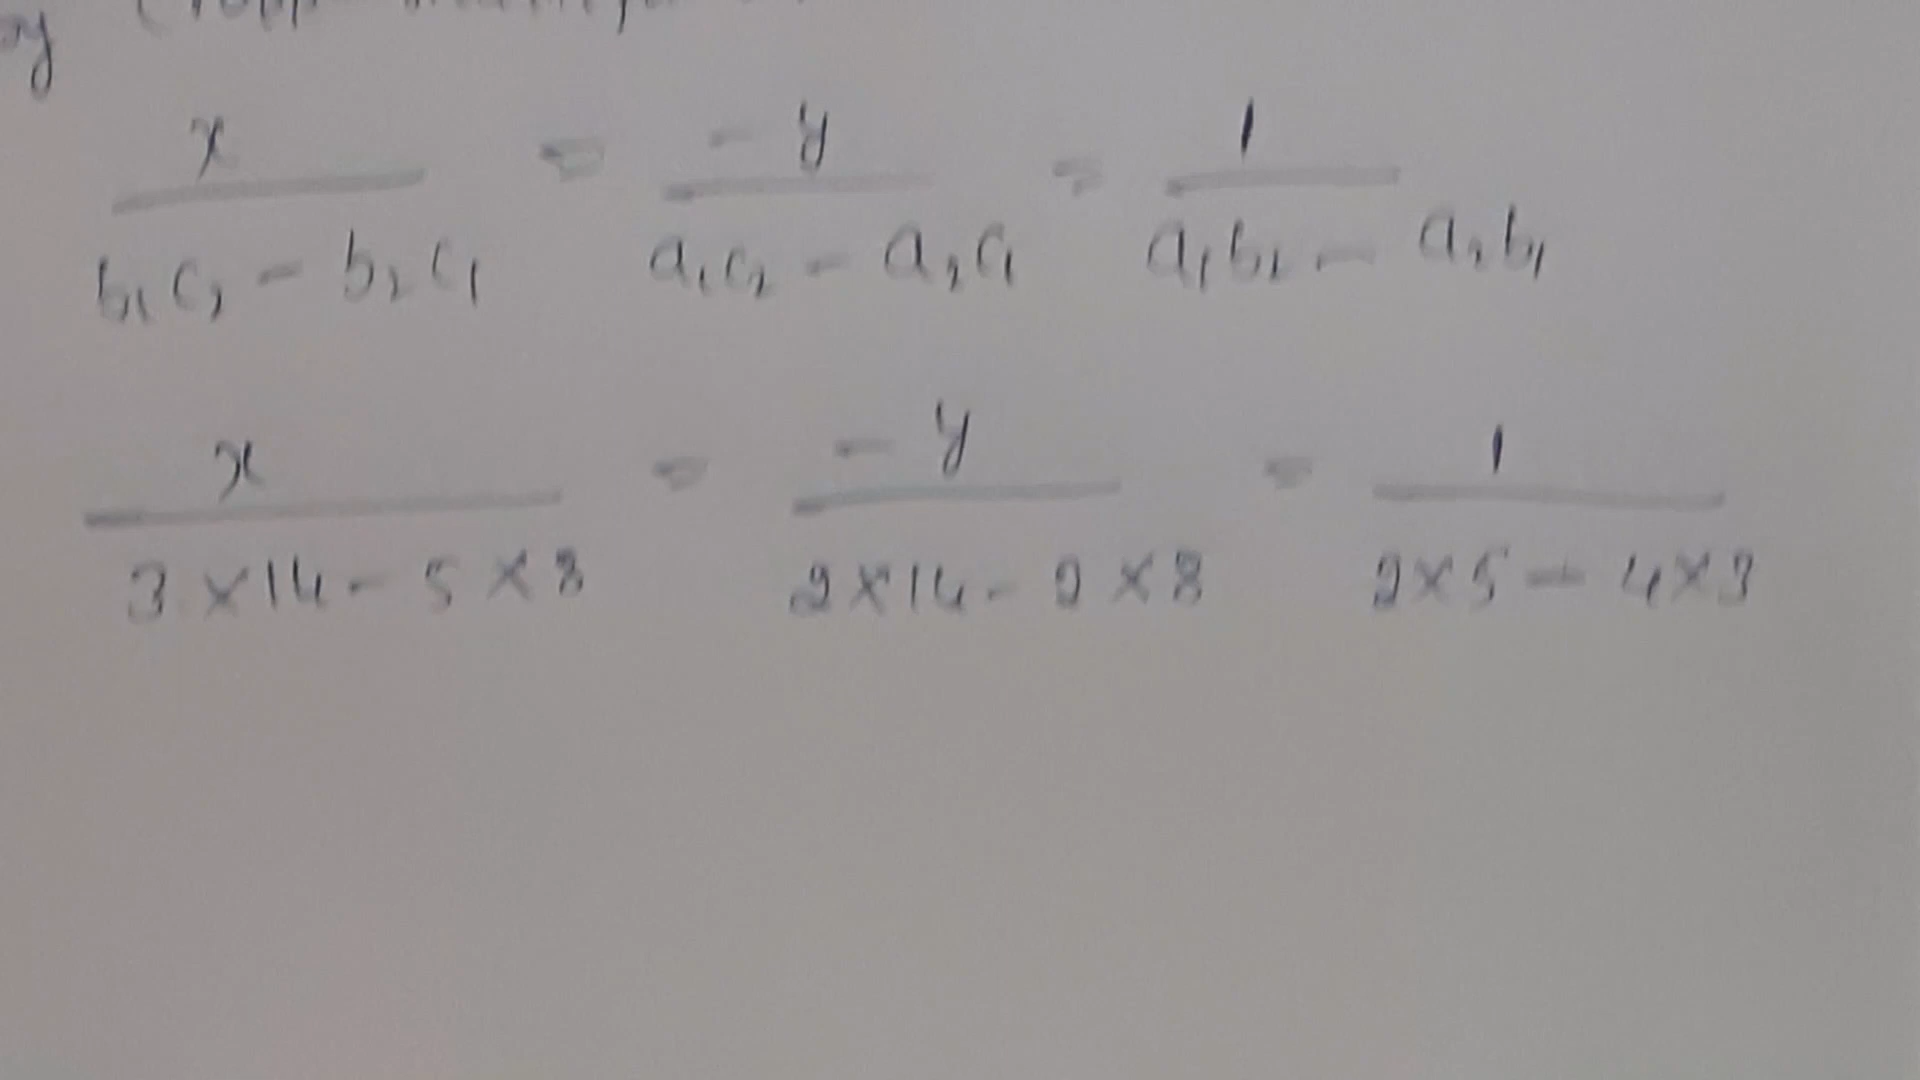 x / b₁c₂ - b₂c₁ = -y / a₁c₂ - a₂c₁ = 1 / a₁b₂ - a₂b₁
x / 3 × 14 - 5 × 8 = -y / 2 × 14 - 2 × 8 = 1 / 2 × 5 - 4 × 3